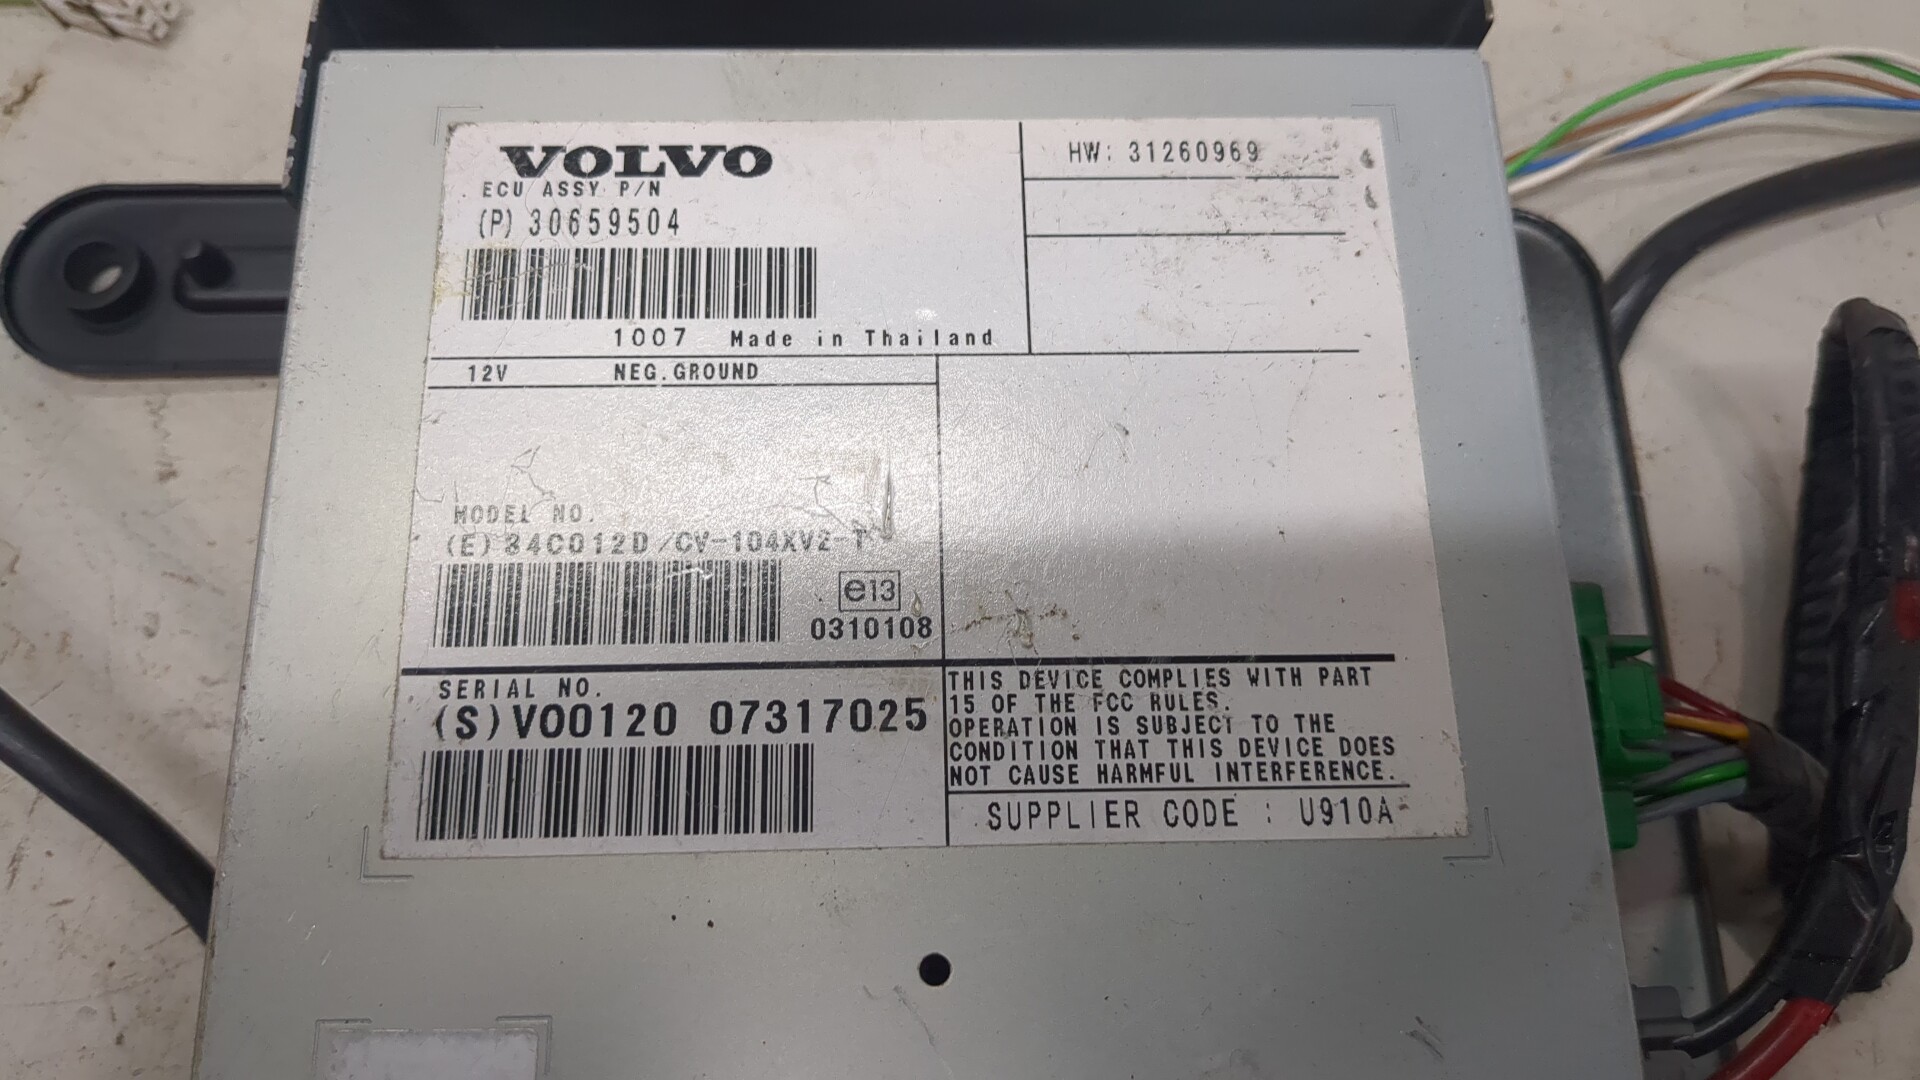 VOLVO
ECU ASSY P/N
(P) 30659504
1007 Made in Thailand
HW: 31260969
12V NEG.GROUND
MODEL NO.
(E) 34C012D/CV-104XV2-T
e13
0310108
SERIAL NO.
(S)VO0120 07317025
THIS DEVICE COMPLIES WITH PART
15 OF THE FCC RULES.
OPERATION IS SUBJECT TO THE
CONDITION THAT THIS DEVICE DOES
NOT CAUSE HARMFUL INTERFERENCE.
SUPPLIER CODE : U910A